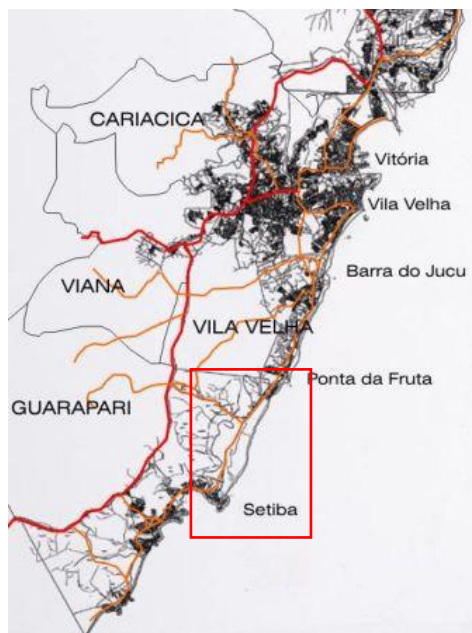 CARIACICA
Vitória
Vila Velha
Barra do Jucu
VIANA
VILA VELHA
Ponta da Fruta
GUARAPARI
Setiba